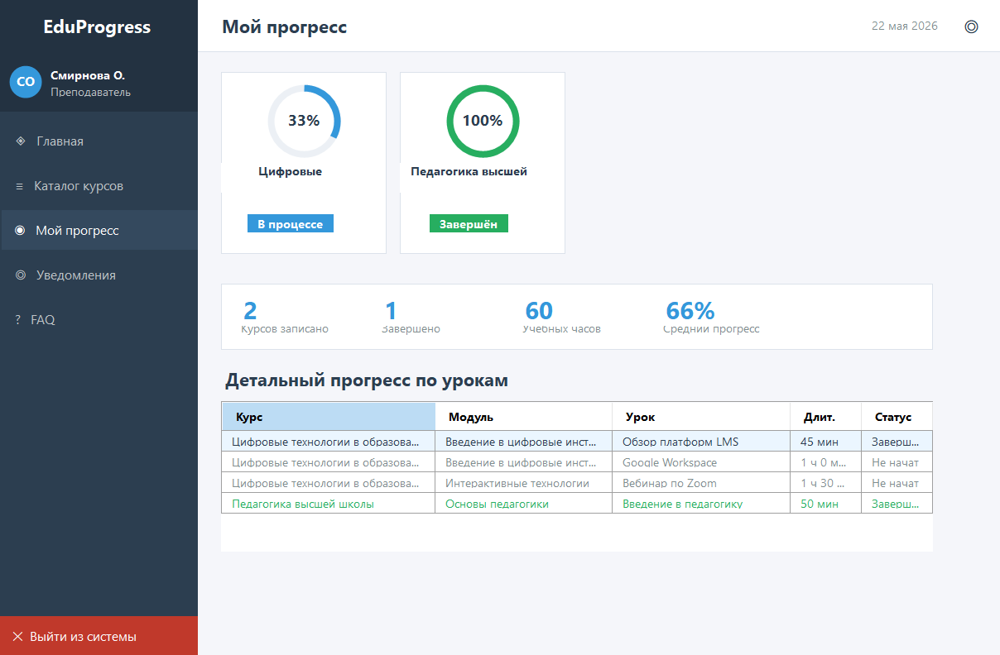 EduProgress
СО
Смирнова О.
Преподаватель
Главная
Каталог курсов
Мой прогресс
Уведомления
? FAQ
Выйти из системы
Мой прогресс
22 мая 2026
33%
Цифровые
В процессе
100%
Педагогика высшей
Завершён
2
Курсов записано
1
Завершено
60
Учебных часов
66%
Средний прогресс
Детальный прогресс по урокам
Курс Модуль Урок Длит. Статус
Цифровые технологии в образова... Введение в цифровые инст... Обзор платформ LMS 45 мин Заверш...
Цифровые технологии в образова... Введение в цифровые инст... Google Workspace 1 ч 0 м... Не начат
Цифровые технологии в образова... Интерактивные технологии Вебинар по Zoom 1 ч 30 ... Не начат
Педагогика высшей школы Основы педагогики Введение в педагогику 50 мин Заверш...